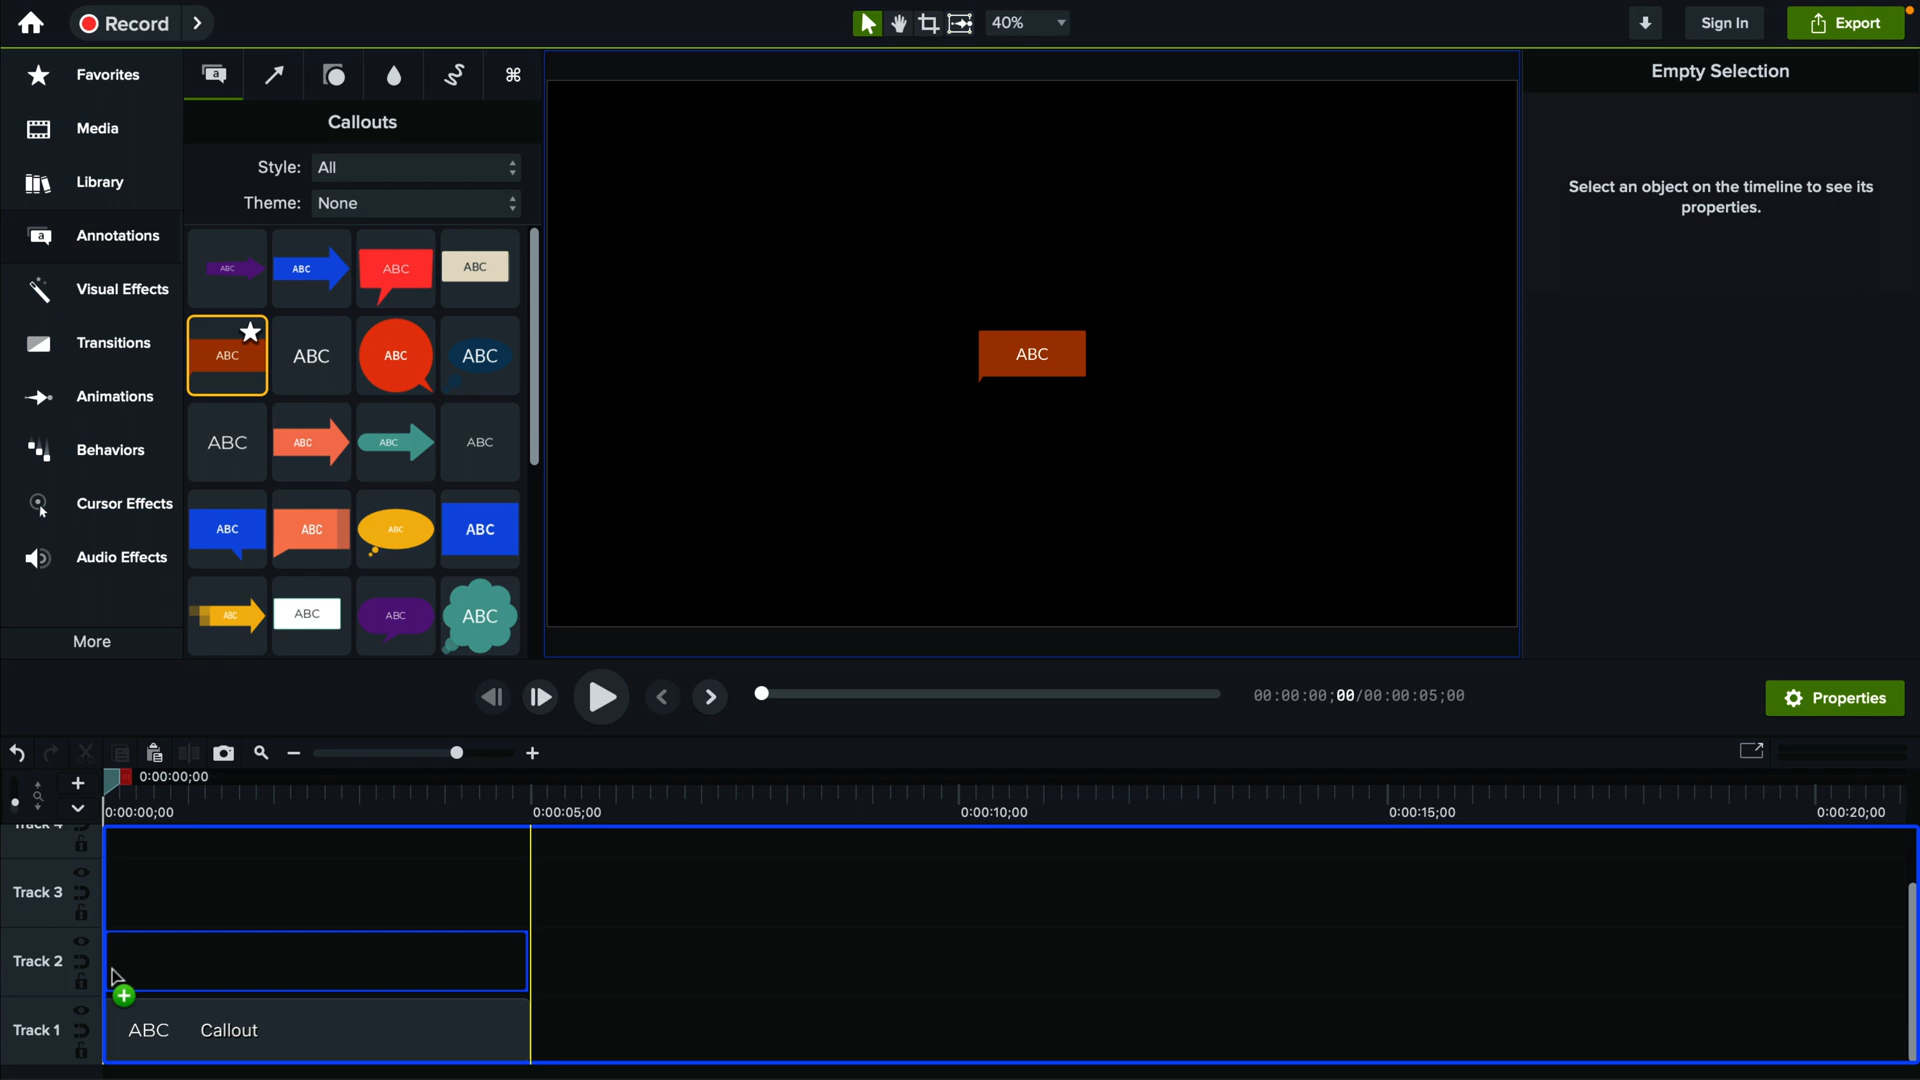 Record
40%
Sign In
Export
Favorites
Media
Library
Annotations
Visual Effects
Transitions
Animations
Behaviors
Cursor Effects
Audio Effects
More
Callouts
Style: All
Theme: None
ABC ABC ABC ABC
ABC ABC ABC ABC
ABC ABC ABC ABC
ABC ABC ABC ABC
ABC ABC ABC ABC
ABC
Empty Selection
Select an object on the timeline to see its
properties.
00:00:00;00/00:00:05;00
Properties
0:00:00;00
0:00:00;00 0:00:05;00 0:00:10;00 0:00:15;00 0:00:20;00
Track 4
Track 3
Track 2
Track 1 ABC Callout